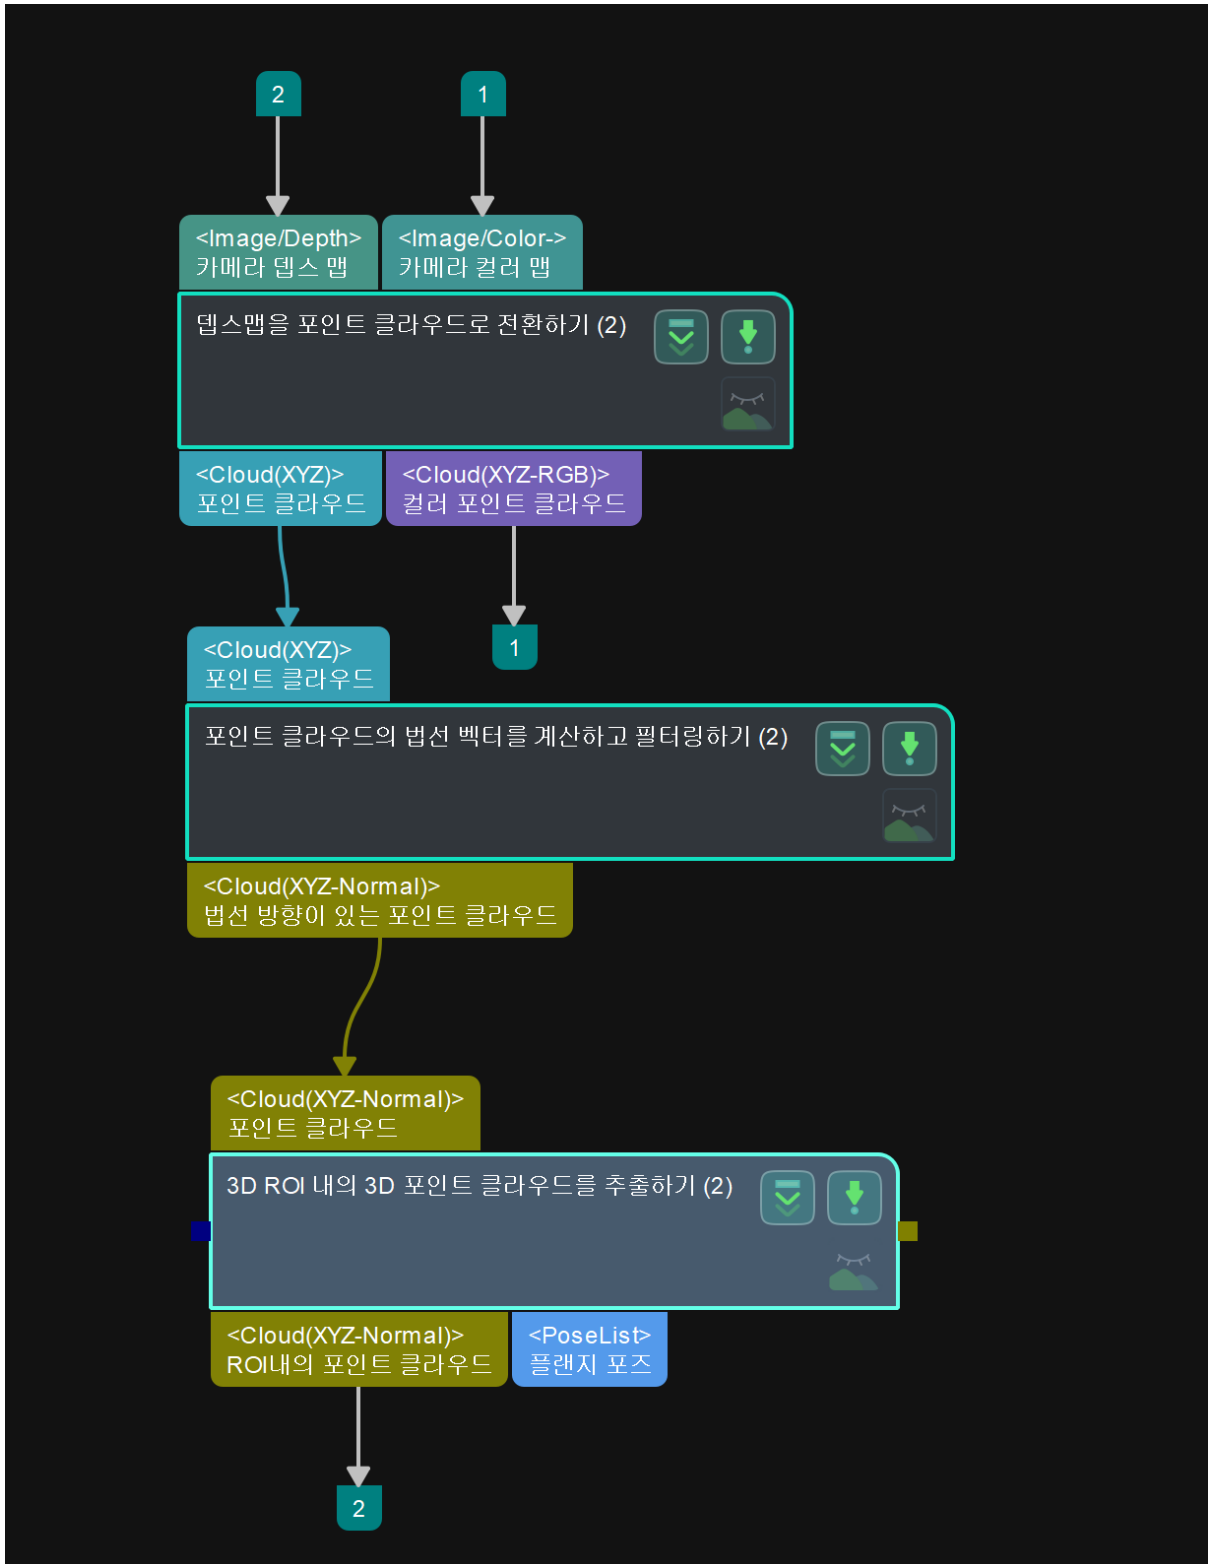 2
1
<Image/Depth>
카메라 뎁스 맵
<Image/Color->
카메라 컬러 맵
뎁스맵을 포인트 클라우드로 전환하기 (2)
<Cloud(XYZ)>
포인트 클라우드
<Cloud(XYZ-RGB)>
컬러 포인트 클라우드
1
<Cloud(XYZ)>
포인트 클라우드
포인트 클라우드의 법선 벡터를 계산하고 필터링하기 (2)
<Cloud(XYZ-Normal)>
법선 방향이 있는 포인트 클라우드
<Cloud(XYZ-Normal)>
포인트 클라우드
3D ROI 내의 3D 포인트 클라우드를 추출하기 (2)
<Cloud(XYZ-Normal)>
ROI내의 포인트 클라우드
<PoseList>
플랜지 포즈
2